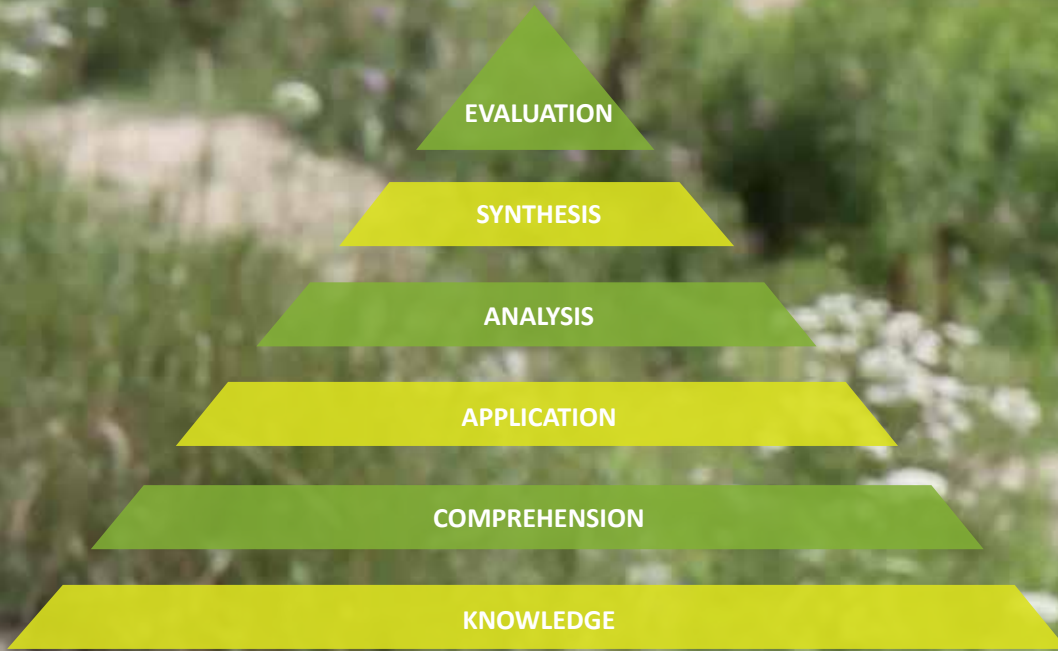 EVALUATION
SYNTHESIS
ANALYSIS
APPLICATION
COMPREHENSION
KNOWLEDGE